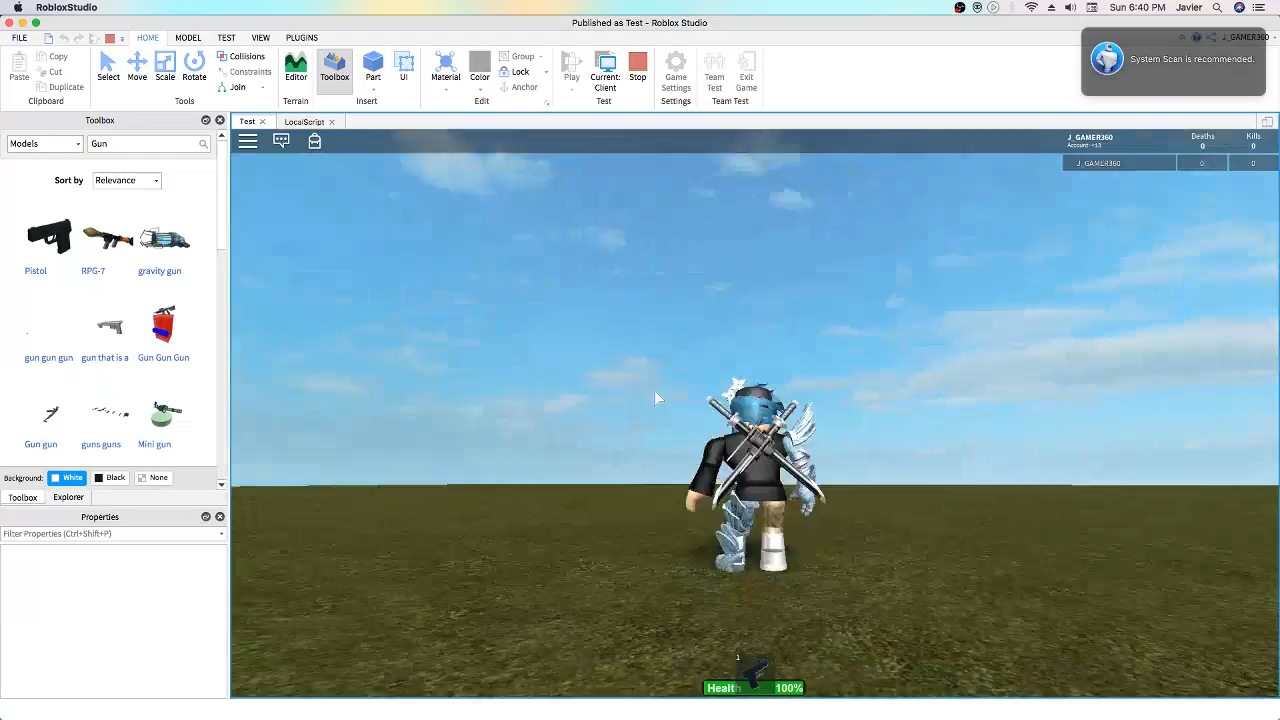 RobloxStudio
Sun 6:40 PM Javier
Published as Test - Roblox Studio
FILE HOME MODEL TEST VIEW PLUGINS
J_GAMER360
System Scan is recommended.
Paste Copy Cut Duplicate
Clipboard
Select Move Scale Rotate Collisions Constraints Join
Tools
Editor
Terrain
Toolbox Part UI
Insert
Material Color Group Lock Anchor
Edit
Play Current: Client Stop
Test
Game Settings
Settings
Team Test Exit Game
Team Test
Toolbox
Test LocalScript
Models Gun
Sort by Relevance
Pistol RPG-7 gravity gun
gun gun gun gun that is a Gun Gun Gun
Gun gun guns guns Mini gun
Background: White Black None
Toolbox Explorer
Properties
Filter Properties (Ctrl+Shift+P)
J_GAMER360 Deaths Kills
Account: <13 0 0
J_GAMER360 0 0
1
Health 100%